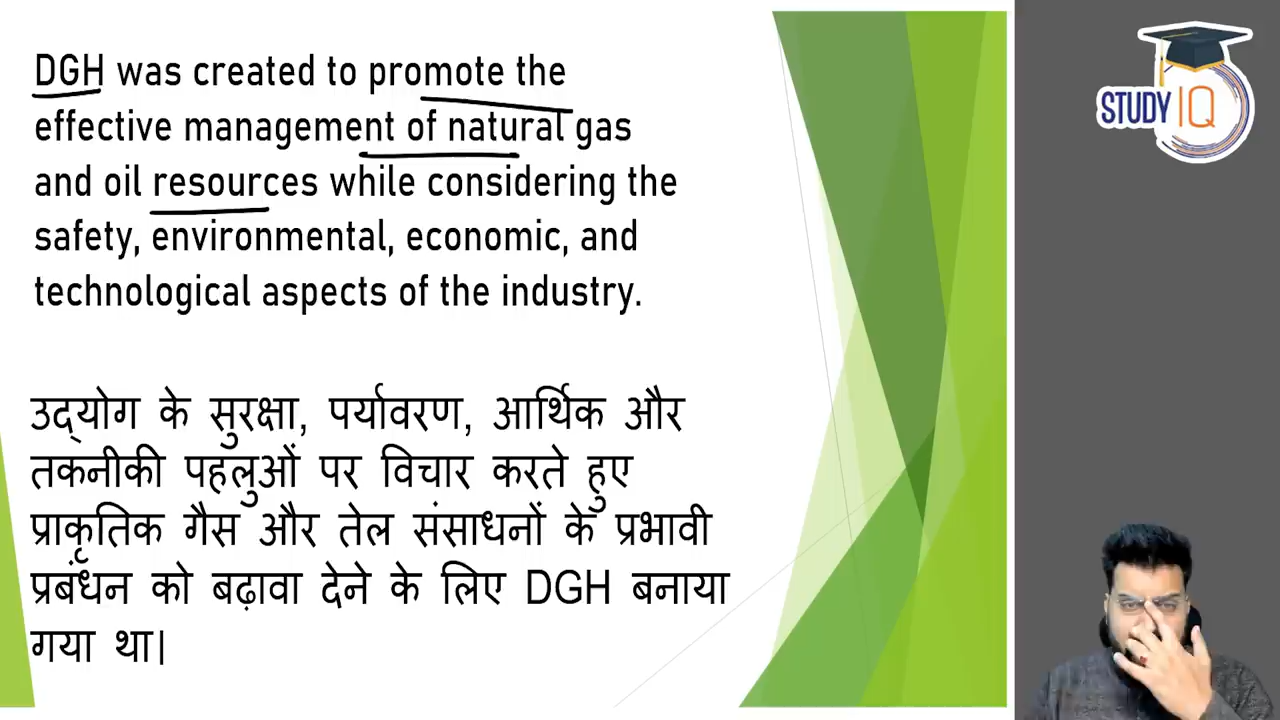 DGH was created to promote the
effective management of natural gas
and oil resources while considering the
safety, environmental, economic, and
technological aspects of the industry.
उद्योग के सुरक्षा, पर्यावरण, आर्थिक और
तकनीकी पहलुओं पर विचार करते हुए
प्राकृतिक गैस और तेल संसाधनों के प्रभावी
प्रबंधन को बढ़ावा देने के लिए DGH बनाया
गया था।
STUDY IQ